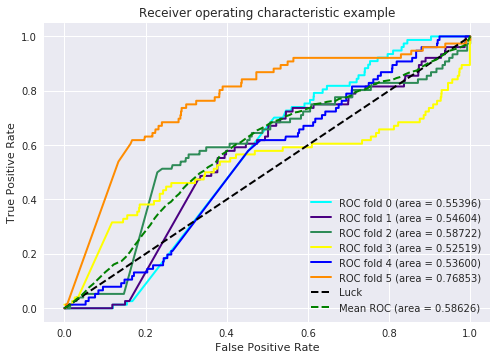 Receiver operating characteristic example
True Positive Rate
1.0
0.8
0.6
0.4
0.2
0.0
ROC fold 0 (area = 0.55396)
ROC fold 1 (area = 0.54604)
ROC fold 2 (area = 0.58722)
ROC fold 3 (area = 0.52519)
ROC fold 4 (area = 0.53600)
ROC fold 5 (area = 0.76853)
Luck
Mean ROC (area = 0.58626)
0.0 0.2 0.4 0.6 0.8 1.0
False Positive Rate